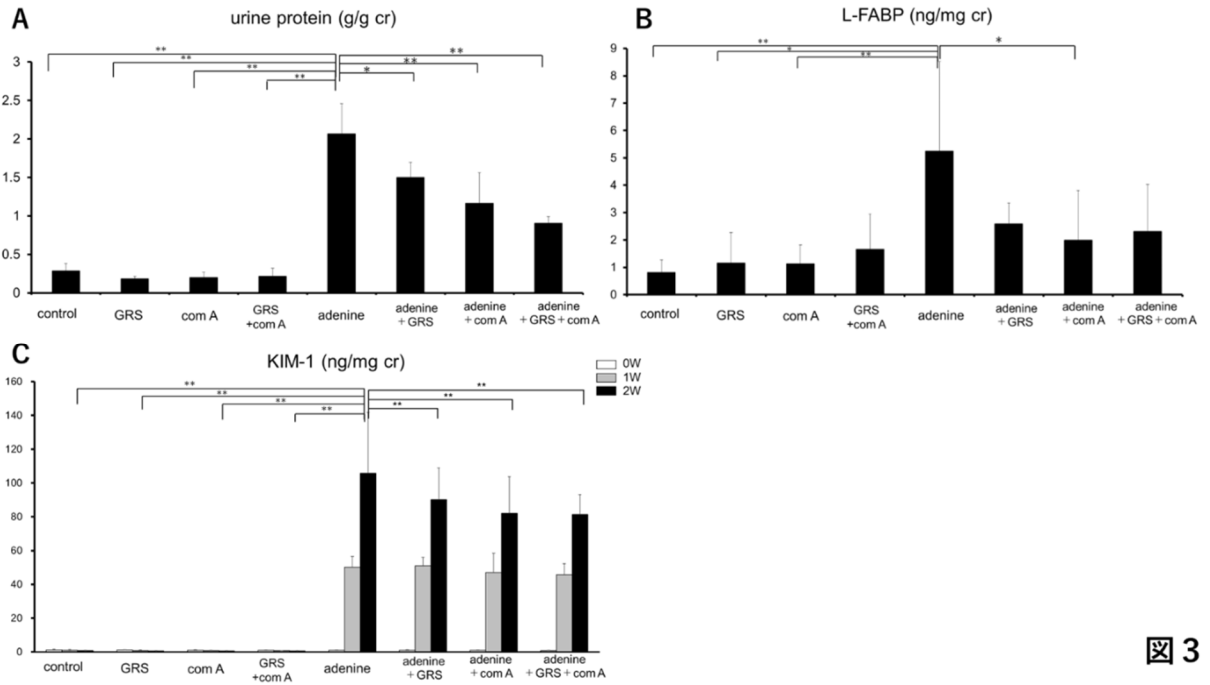 A
urine protein (g/g cr)
3
2.5
2
1.5
1
0.5
0
**
**
**
**
*
**
**
control
GRS
com A
GRS
+com A
adenine
adenine
+GRS
adenine
+com A
adenine
+GRS+com A
B
L-FABP (ng/mg cr)
9
8
7
6
5
4
3
2
1
0
**
*
**
*
control
GRS
com A
GRS
+com A
adenine
adenine
+GRS
adenine
+com A
adenine
+GRS+com A
C
KIM-1 (ng/mg cr)
0W
1W
2W
160
140
120
100
80
60
40
20
0
**
**
**
**
**
**
**
control
GRS
com A
GRS
+com A
adenine
adenine
+GRS
adenine
+com A
adenine
+GRS+com A
図3